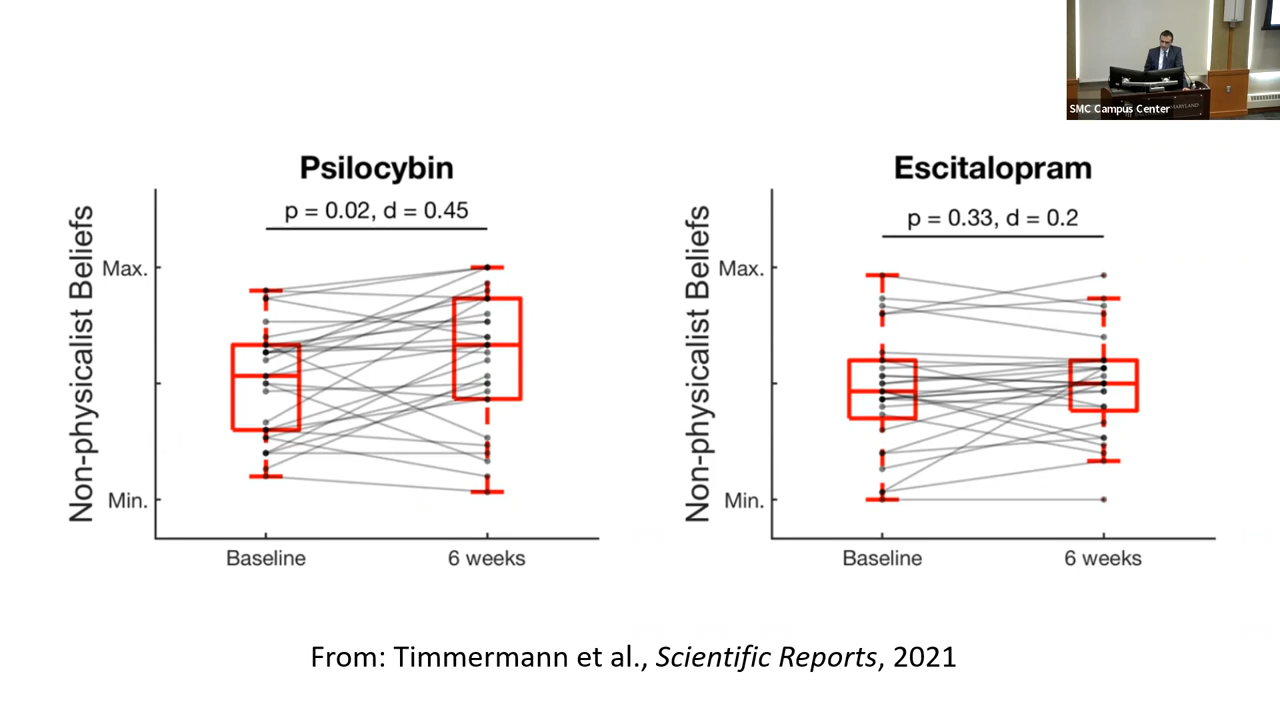 SMC Campus Center
MARYLAND
Psilocybin
p = 0.02, d = 0.45
Non-physicalist Beliefs
Max.
Min.
Baseline
6 weeks
Escitalopram
p = 0.33, d = 0.2
Non-physicalist Beliefs
Max.
Min.
Baseline
6 weeks
From: Timmermann et al., Scientific Reports, 2021